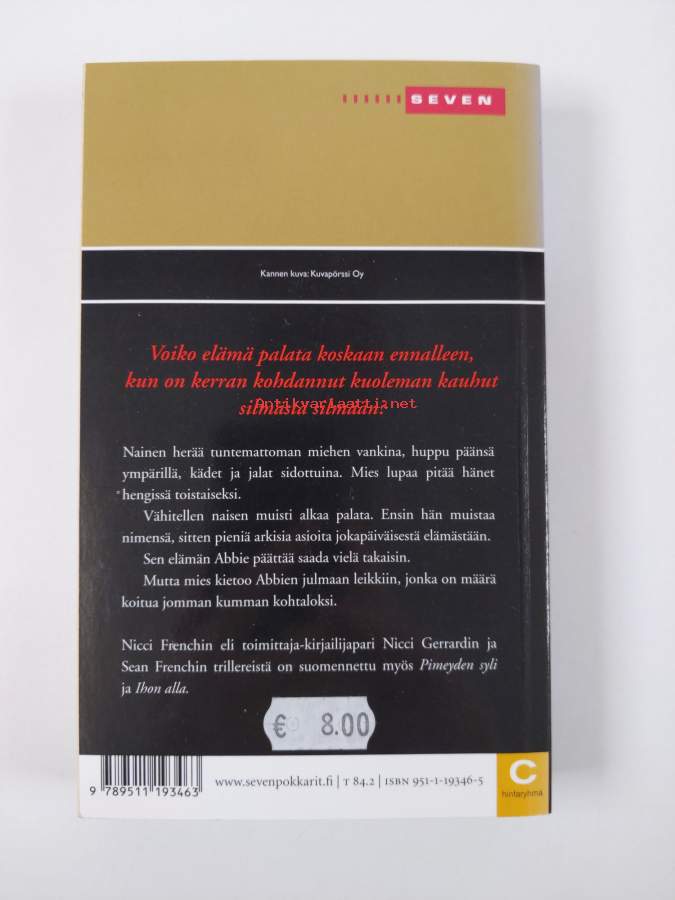 SEVEN
Kannen kuva: Kuvapörssi Oy
Voiko elämä palata koskaan ennalleen,
kun on kerran kohdannut kuoleman kauhut
silmästä silmään?
Antikvariaatti.net
Nainen herää tuntemattoman miehen vankina, huppu päänsä
ympärillä, kädet ja jalat sidottuina. Mies lupaa pitää hänet
hengissä toistaiseksi.
Vähitellen naisen muisti alkaa palata. Ensin hän muistaa
nimensä, sitten pieniä arkisia asioita jokapäiväisestä elämästään.
Sen elämän Abbie päättää saada vielä takaisin.
Mutta mies kietoo Abbien julmaan leikkiin, jonka on määrä
koitua jomman kumman kohtaloksi.
Nicci Frenchin eli toimittaja-kirjailijapari Nicci Gerrardin ja
Sean Frenchin trillereistä on suomennettu myös Pimeyden syli
ja Ihon alla.
€ 8.00
9 789511 193463
www.sevenpokkarit.fi | T 84.2 | ISBN 951-1-19346-5
C
hintaryhmä